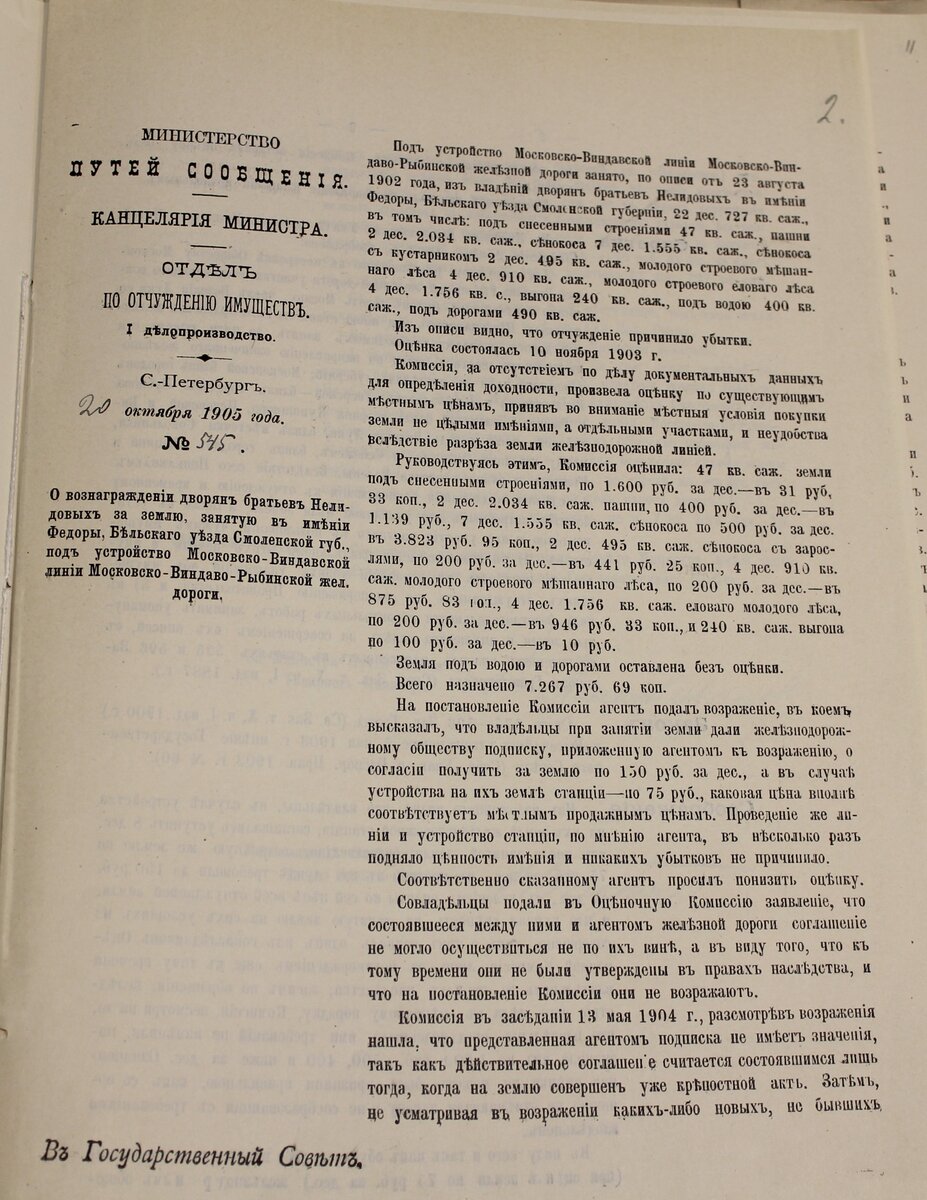 2.
11
МИНИСТЕРСТВО
ПУТЕЙ СООБЩЕНІЯ.
КАНЦЕЛЯРІЯ МИНИСТРА.
ОТДѢЛЪ
ПО ОТЧУЖДЕНІЮ ИМУЩЕСТВЪ.
I дѣлопроизводство.
С.-Петербургъ.
20 октября 1905 года.
№ 545.
О вознагражденіи дворянъ братьевъ Нели-
довыхъ за землю, занятую въ имѣніи
Федоры, Бѣльскаго уѣзда Смоленской губ.,
подъ устройство Московско-Виндавской
линіи Московско-Виндаво-Рыбинской жел.
дороги.
Подъ устройство Московско-Виндавской линіи Московско-Вин-
даво-Рыбинской желѣзной дороги занято, по описи отъ 23 августа
1902 года, изъ владѣній дворянъ братьевъ Нелидовыхъ въ имѣніи
Федоры, Бѣльскаго уѣзда Смоленской губерніи, 22 дес. 727 кв. саж.,
въ томъ числѣ: подъ снесенными строеніями 47 кв. саж., пашни
2 дес. 2.034 кв. саж., сѣнокоса 7 дес. 1.555 кв. саж., сѣнокоса
съ кустарникомъ 2 дес. 495 кв. саж., молодого строевого мѣшан-
наго лѣса 4 дес. 910 кв. саж., молодого строевого еловаго лѣса
4 дес. 1.756 кв. с., выгона 240 кв. саж., подъ водою 400 кв.
саж., подъ дорогами 490 кв. саж.
Изъ описи видно, что отчужденіе причинило убытки.
Оцѣнка состоялась 10 ноября 1903 г.
Комиссія, за отсутствіемъ по дѣлу документальныхъ данныхъ
для опредѣленія доходности, произвела оцѣнку по существующимъ
мѣстнымъ цѣнамъ, принявъ во вниманіе мѣстныя условія покупки
земли не цѣлыми имѣніями, а отдѣльными участками, и неудобства
вслѣдствіе разрѣза земли желѣзнодорожной линіей.
Руководствуясь этимъ, Комиссія оцѣнила: 47 кв. саж. земли
подъ снесенными строеніями, по 1.600 руб. за дес.—въ 31 руб.
33 коп., 2 дес. 2.034 кв. саж. пашни, по 400 руб. за дес.—въ
1.139 руб., 7 дес. 1.555 кв. саж. сѣнокоса по 500 руб. за дес.
въ 3.823 руб. 95 коп., 2 дес. 495 кв. саж. сѣнокоса съ зарос-
лями, по 200 руб. за дес.—въ 441 руб. 25 коп., 4 дес. 910 кв.
саж. молодого строевого мѣшаннаго лѣса, по 200 руб. за дес.—въ
875 руб. 83 коп., 4 дес. 1.756 кв. саж. еловаго молодого лѣса,
по 200 руб. за дес.—въ 946 руб. 33 коп., и 240 кв. саж. выгона
по 100 руб. за дес.—въ 10 руб.
Земля подъ водою и дорогами оставлена безъ оцѣнки.
Всего назначено 7.267 руб. 69 коп.
На постановленіе Комиссіи агентъ подалъ возраженіе, въ коемъ
высказалъ, что владѣльцы при занятіи земли дали желѣзнодорож-
ному обществу подписку, приложенную агентомъ къ возраженію, о
согласіи получить за землю по 150 руб. за дес., а въ случаѣ
устройства на ихъ землѣ станціи—по 75 руб., каковая цѣна вполнѣ
соотвѣтствуетъ мѣстнымъ продажнымъ цѣнамъ. Проведеніе же ли-
ніи и устройство станціи, по мнѣнію агента, въ нѣсколько разъ
подняло цѣнность имѣнія и никакихъ убытковъ не причинило.
Соотвѣтственно сказанному агентъ просилъ понизить оцѣнку.
Совладѣльцы подали въ Оцѣночную Комиссію заявленіе, что
состоявшееся между ними и агентомъ желѣзной дороги соглашеніе
не могло осуществиться не по ихъ винѣ, а въ виду того, что къ
тому времени они не были утверждены въ правахъ наслѣдства, и
что на постановленіе Комиссіи они не возражаютъ.
Комиссія въ засѣданіи 13 мая 1904 г., разсмотрѣвъ возраженія
нашла, что представленная агентомъ подписка не имѣетъ значенія,
такъ какъ дѣйствительное соглашеніе считается состоявшимся лишь
тогда, когда на землю совершенъ уже крѣпостной актъ. Затѣмъ,
не усматривая въ возраженіи какихъ-либо новыхъ, не бывшихъ
Въ Государственный Совѣтъ.